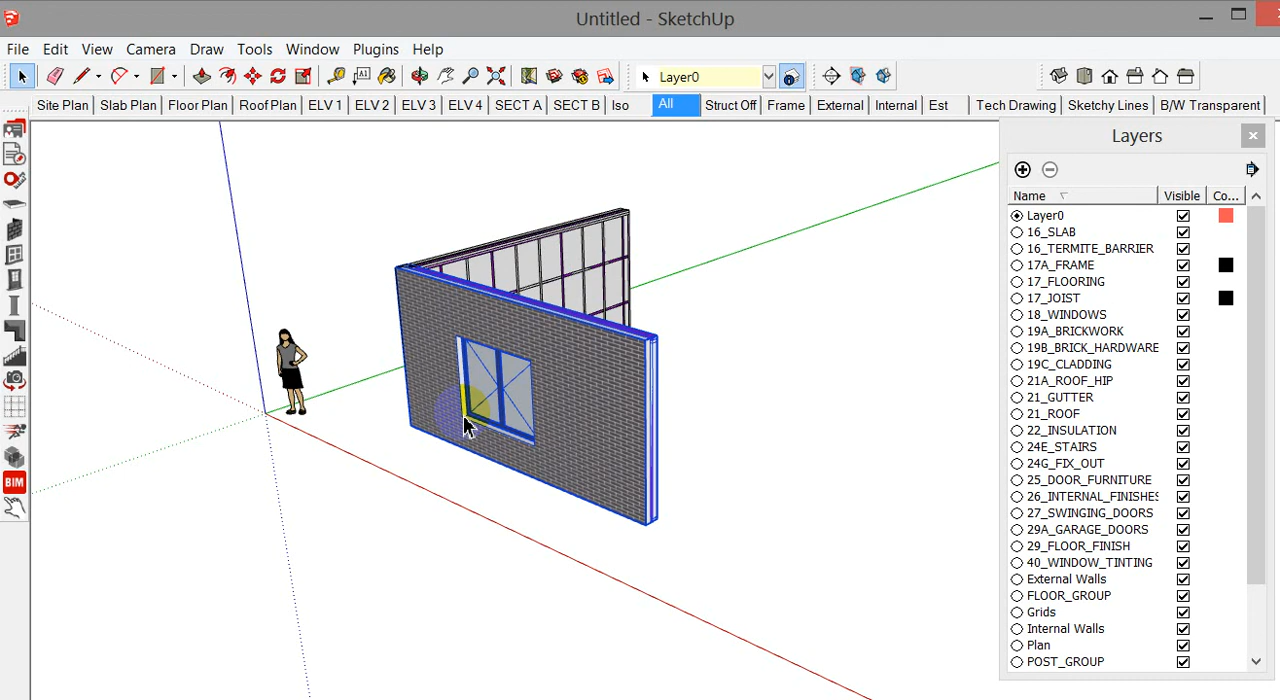 Untitled - SketchUp
File Edit View Camera Draw Tools Window Plugins Help
A1 Layer0
Site Plan Slab Plan Floor Plan Roof Plan ELV 1 ELV 2 ELV 3 ELV 4 SECT A SECT B Iso All Struct Off Frame External Internal Est Tech Drawing Sketchy Lines B/W Transparent
Layers
Name Visible Co...
Layer0
16_SLAB
16_TERMITE_BARRIER
17A_FRAME
17_FLOORING
17_JOIST
18_WINDOWS
19A_BRICKWORK
19B_BRICK_HARDWARE
19C_CLADDING
21A_ROOF_HIP
21_GUTTER
21_ROOF
22_INSULATION
24E_STAIRS
24G_FIX_OUT
25_DOOR_FURNITURE
26_INTERNAL_FINISHES
27_SWINGING_DOORS
29A_GARAGE_DOORS
29_FLOOR_FINISH
40_WINDOW_TINTING
External Walls
FLOOR_GROUP
Grids
Internal Walls
Plan
POST_GROUP
BIM